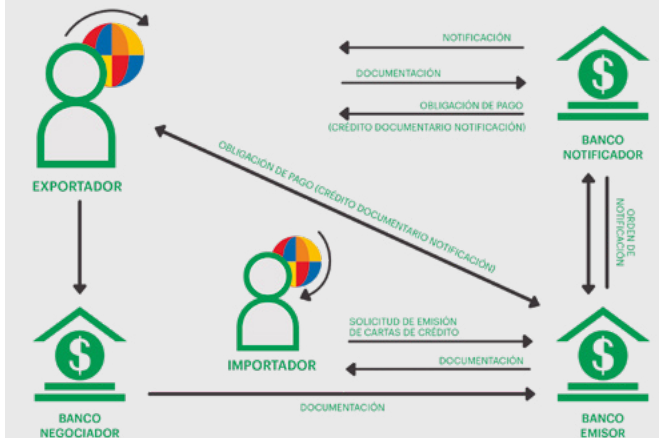 NOTIFICACIÓN
DOCUMENTACIÓN
OBLIGACIÓN DE PAGO
(CRÉDITO DOCUMENTARIO NOTIFICACIÓN)
BANCO
NOTIFICADOR
EXPORTADOR
OBLIGACIÓN DE PAGO (CRÉDITO DOCUMENTARIO NOTIFICACIÓN)
ORDEN DE
NOTIFICACIÓN
SOLICITUD DE EMISIÓN
DE CARTAS DE CRÉDITO
IMPORTADOR
DOCUMENTACIÓN
DOCUMENTACIÓN
BANCO
NEGOCIADOR
BANCO
EMISOR